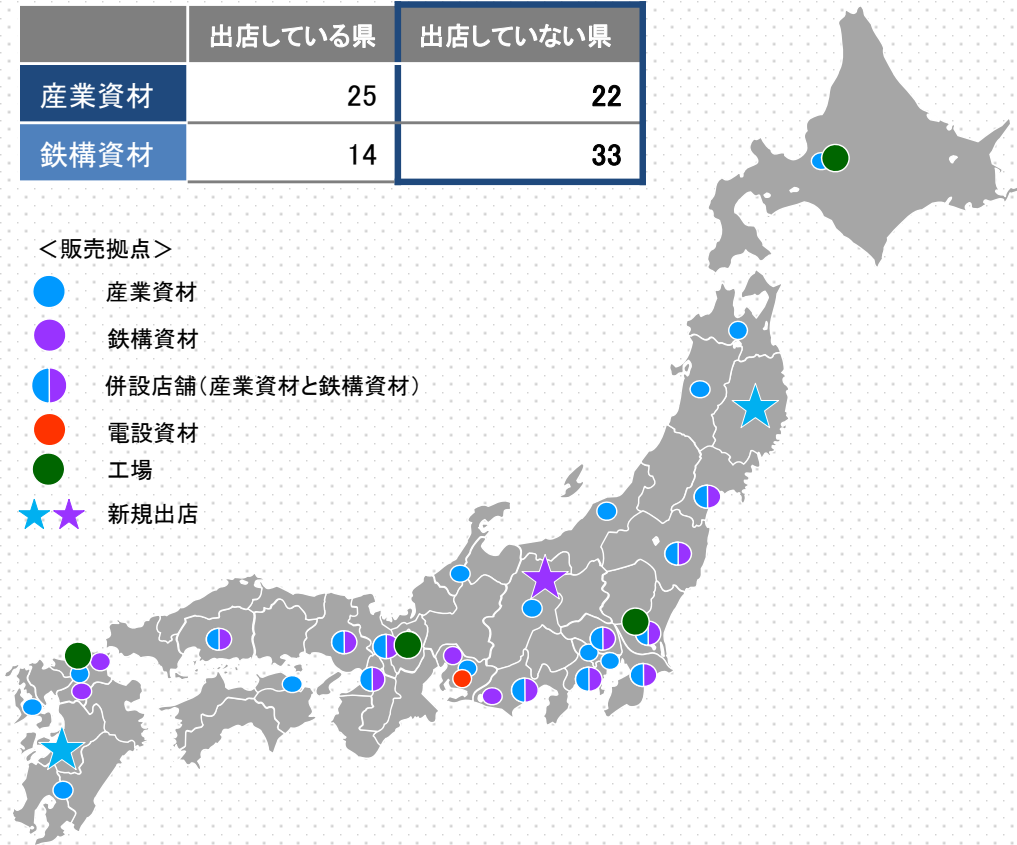 出店している県 出店していない県
産業資材 25 22
鉄構資材 14 33
＜販売拠点＞
産業資材
鉄構資材
併設店舗（産業資材と鉄構資材）
電設資材
工場
新規出店